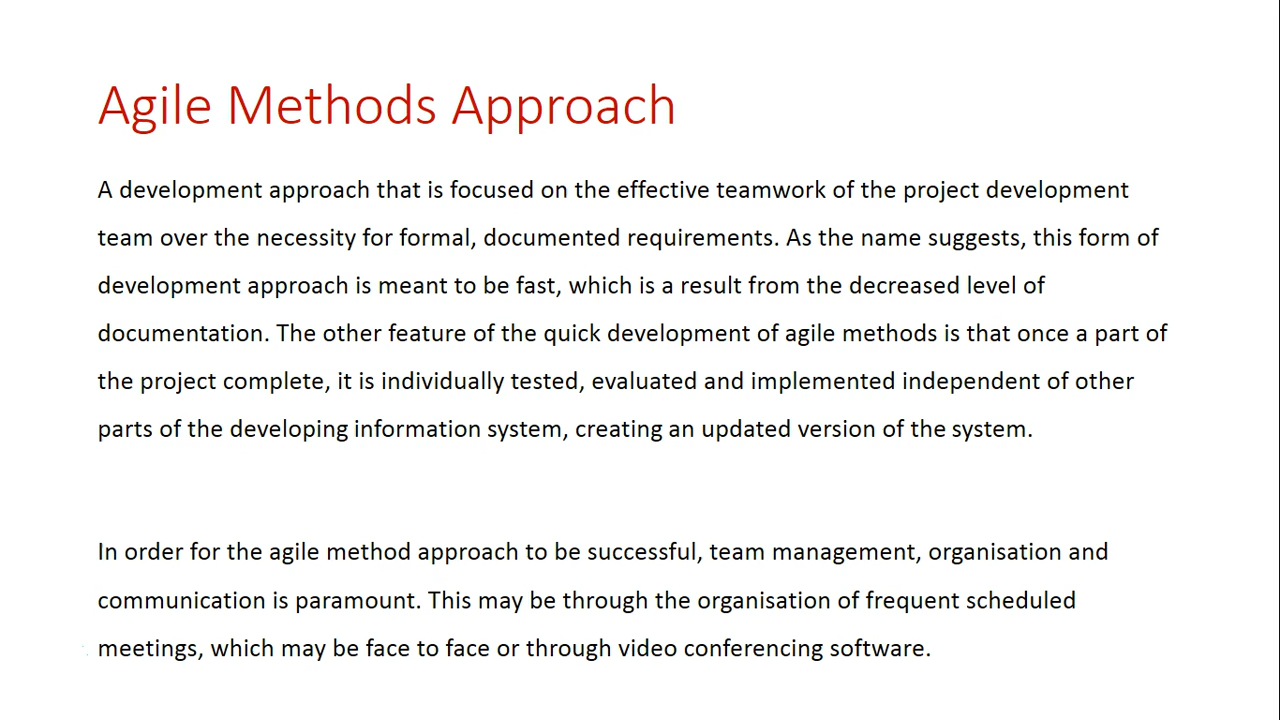 Agile Methods Approach
A development approach that is focused on the effective teamwork of the project development
team over the necessity for formal, documented requirements. As the name suggests, this form of
development approach is meant to be fast, which is a result from the decreased level of
documentation. The other feature of the quick development of agile methods is that once a part of
the project complete, it is individually tested, evaluated and implemented independent of other
parts of the developing information system, creating an updated version of the system.
In order for the agile method approach to be successful, team management, organisation and
communication is paramount. This may be through the organisation of frequent scheduled
meetings, which may be face to face or through video conferencing software.